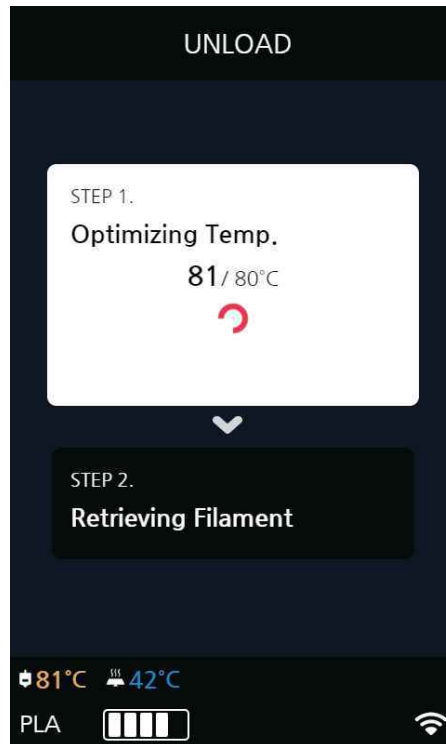 UNLOAD
STEP 1.
Optimizing Temp.
81/ 80°C
STEP 2.
Retrieving Filament
81°C 42°C
PLA